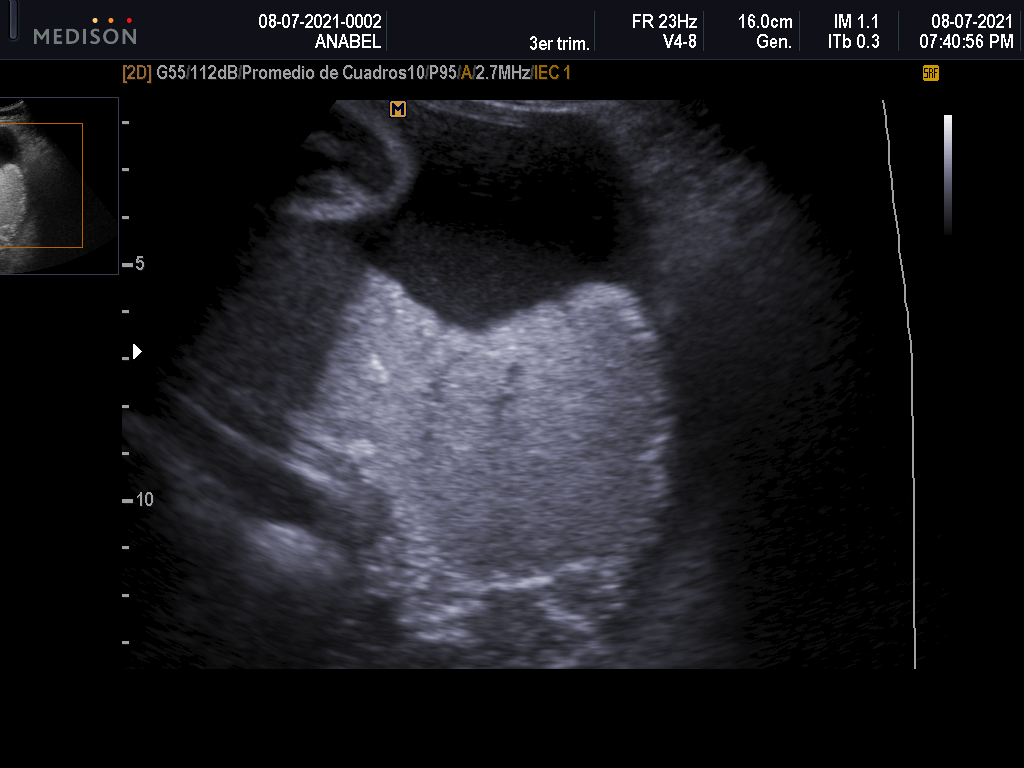 MEDISON
08-07-2021-0002
ANABEL
3er trim.
FR 23Hz
V4-8
16.0cm
Gen.
IM 1.1
ITb 0.3
08-07-2021
07:40:56 PM
[2D] G55/112dB/Promedio de Cuadros10/P95/A/2.7MHz/IEC 1
SRF
M
5
10